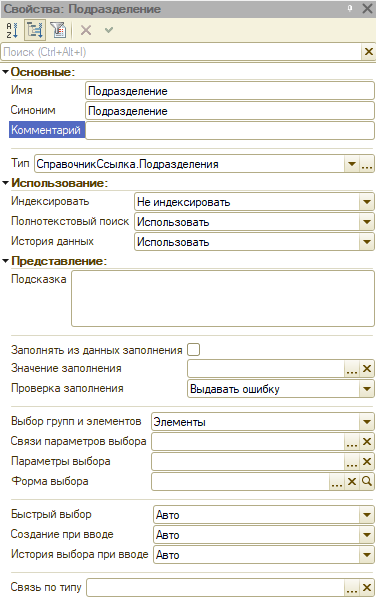 Свойства: Подразделение
Поиск (Ctrl+Alt+I)
Основные:
Имя Подразделение
Синоним Подразделение
Комментарий
Тип СправочникСсылка.Подразделения ...
Использование:
Индексировать Не индексировать
Полнотекстовый поиск Использовать
История данных Использовать
Представление:
Подсказка
Заполнять из данных заполнения
Значение заполнения ...
Проверка заполнения Выдавать ошибку
Выбор групп и элементов Элементы
Связи параметров выбора ...
Параметры выбора ...
Форма выбора ...
Быстрый выбор Авто
Создание при вводе Авто
История выбора при вводе Авто
Связь по типу ...